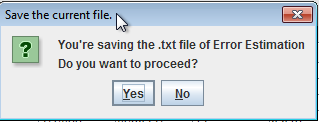 Save the current file.
You're saving the .txt file of Error Estimation
Do you want to proceed?
Yes No